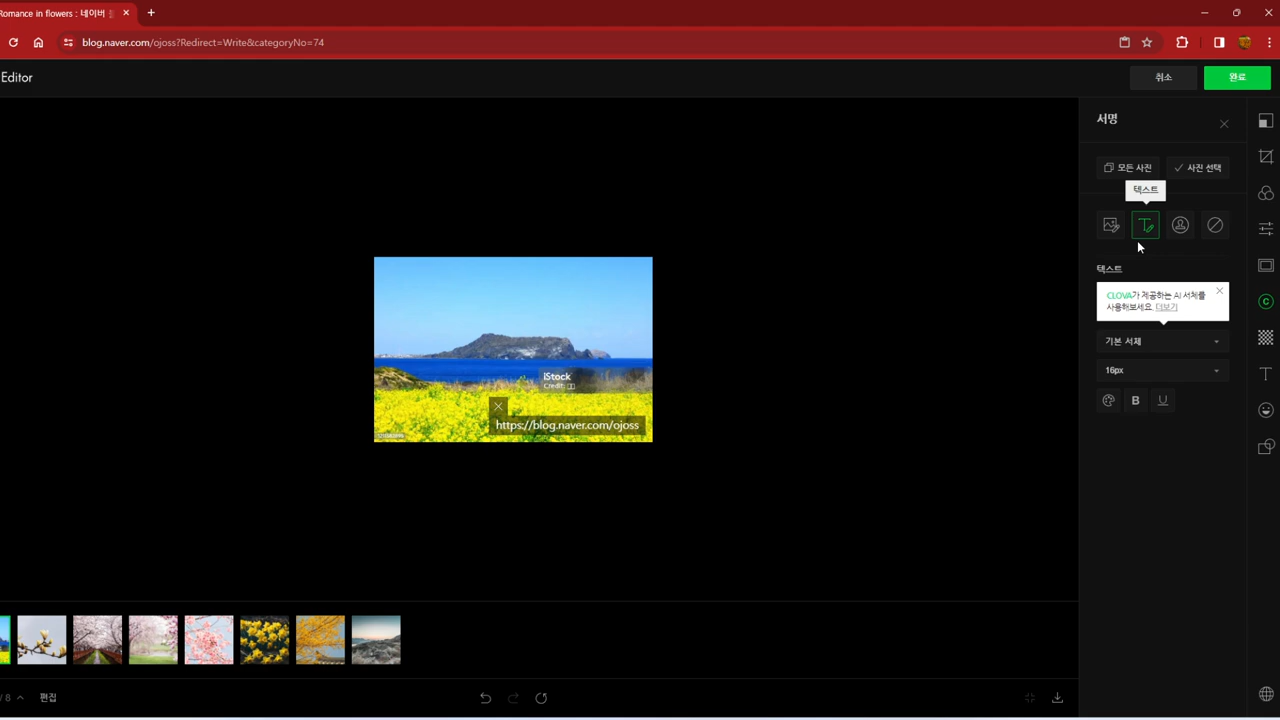 Romance in flowers : 네이버
blog.naver.com/ojoss?Redirect=Write&categoryNo=74
Editor
취소
완료
서명
모든 사진
사진 선택
텍스트
텍스트
CLOVA가 제공하는 AI 서체를
사용해보세요. 더보기
기본 서체
16px
B
U
iStock
Credit:
https://blog.naver.com/ojoss
/ 8
편집